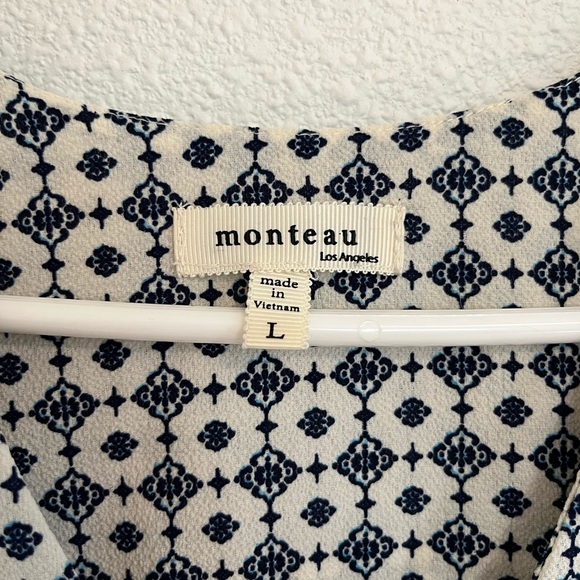 monteau
Los Angeles
made
in
Vietnam
L